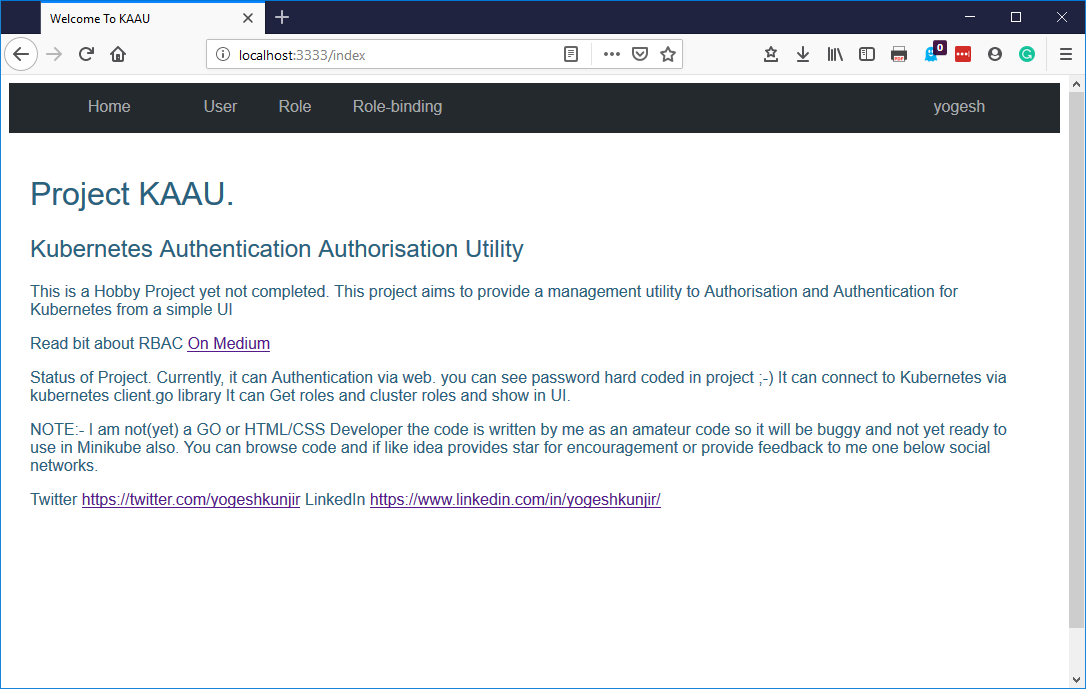 Welcome To KAAU
localhost:3333/index
0
PDF
Home User Role Role-binding yogesh
Project KAAU.
Kubernetes Authentication Authorisation Utility
This is a Hobby Project yet not completed. This project aims to provide a management utility to Authorisation and Authentication for
Kubernetes from a simple UI
Read bit about RBAC On Medium
Status of Project. Currently, it can Authentication via web. you can see password hard coded in project ;-) It can connect to Kubernetes via
kubernetes client.go library It can Get roles and cluster roles and show in UI.
NOTE:- I am not(yet) a GO or HTML/CSS Developer the code is written by me as an amateur code so it will be buggy and not yet ready to
use in Minikube also. You can browse code and if like idea provides star for encouragement or provide feedback to me one below social
networks.
Twitter https://twitter.com/yogeshkunjir LinkedIn https://www.linkedin.com/in/yogeshkunjir/